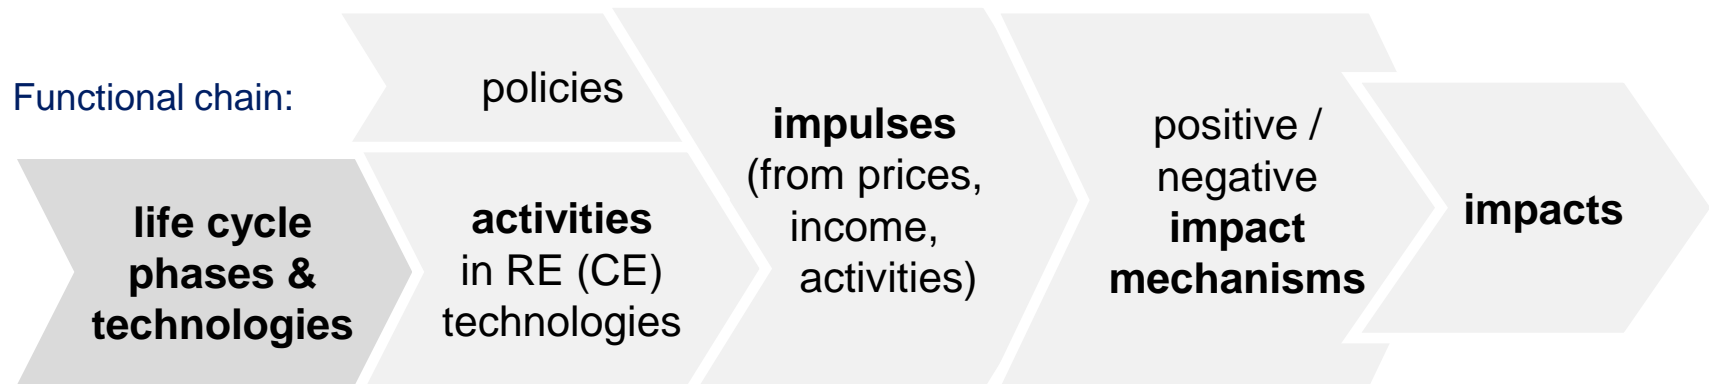 Functional chain:
life cycle
phases &
technologies
policies
activities
in RE (CE)
technologies
impulses
(from prices,
income,
activities)
positive /
negative
impact
mechanisms
impacts